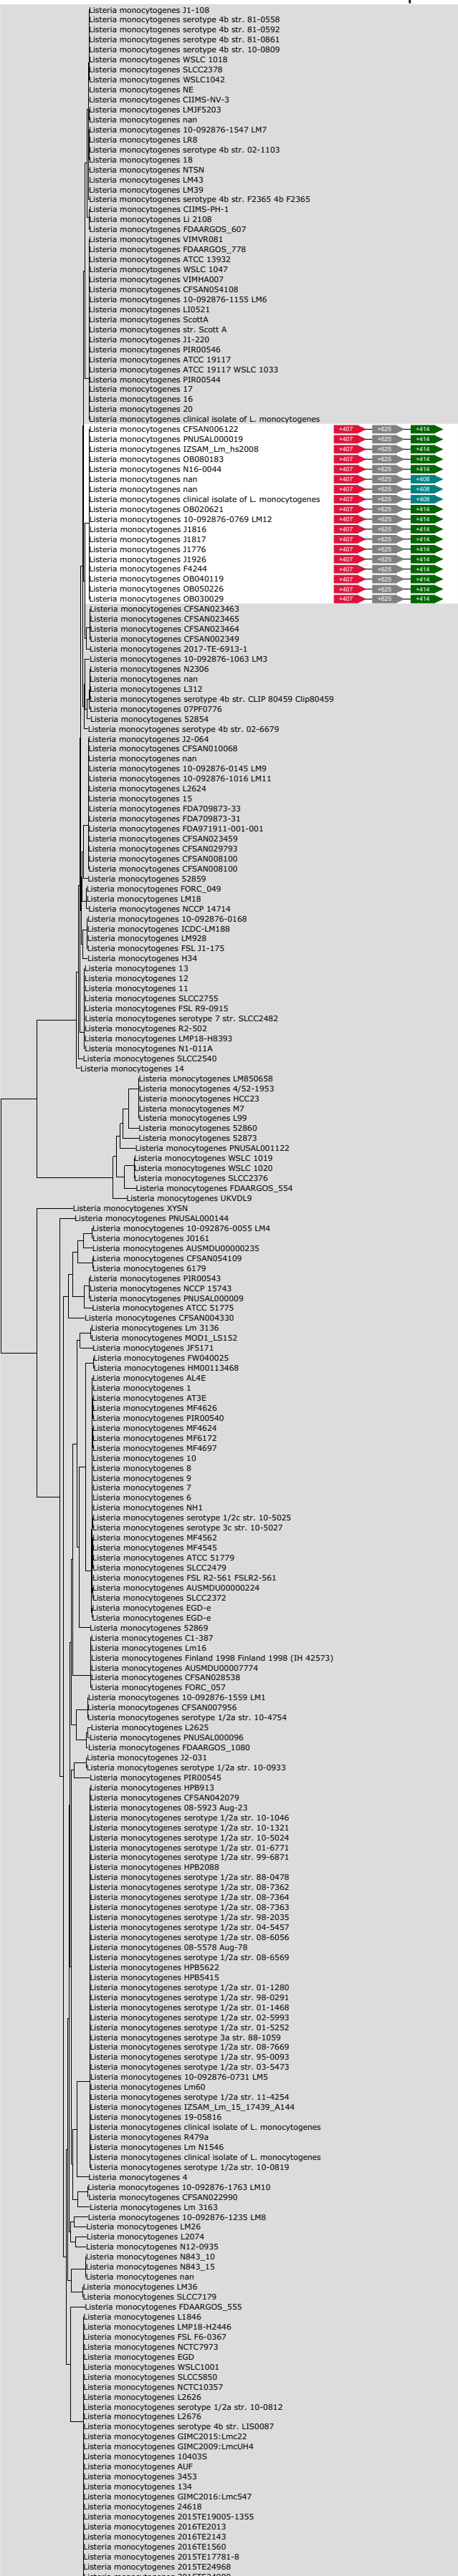 Listeria monocytogenes J1-108
Listeria monocytogenes serotype 4b str. 81-0558
Listeria monocytogenes serotype 4b str. 81-0592
Listeria monocytogenes serotype 4b str. 81-0861
Listeria monocytogenes serotype 4b str. 10-0809
Listeria monocytogenes WSLC 1018
Listeria monocytogenes SLCC2378
Listeria monocytogenes WSLC1042
Listeria monocytogenes NE
Listeria monocytogenes CIIMS-NV-3
Listeria monocytogenes LMJF5203
Listeria monocytogenes nan
Listeria monocytogenes 10-092876-1547 LM7
Listeria monocytogenes LR8
Listeria monocytogenes serotype 4b str. 02-1103
Listeria monocytogenes 18
Listeria monocytogenes NTSN
Listeria monocytogenes LM43
Listeria monocytogenes LM39
Listeria monocytogenes serotype 4b str. F2365 4b F2365
Listeria monocytogenes CIIMS-PH-1
Listeria monocytogenes Li 2108
Listeria monocytogenes FDAARGOS_607
Listeria monocytogenes VIMVR081
Listeria monocytogenes FDAARGOS_778
Listeria monocytogenes ATCC 13932
Listeria monocytogenes WSLC 1047
Listeria monocytogenes VIMHA007
Listeria monocytogenes CFSAN054108
Listeria monocytogenes 10-092876-1155 LM6
Listeria monocytogenes LI0521
Listeria monocytogenes ScottA
Listeria monocytogenes str. Scott A
Listeria monocytogenes J1-220
Listeria monocytogenes PIR00546
Listeria monocytogenes ATCC 19117
Listeria monocytogenes ATCC 19117 WSLC 1033
Listeria monocytogenes PIR00544
Listeria monocytogenes 17
Listeria monocytogenes 16
Listeria monocytogenes 20
Listeria monocytogenes clinical isolate of L. monocytogenes
Listeria monocytogenes CFSAN006122 +407 +625 +414
Listeria monocytogenes PNUSAL000019 +407 +625 +414
Listeria monocytogenes IZSAM_Lm_hs2008 +407 +625 +414
Listeria monocytogenes OB080183 +407 +625 +414
Listeria monocytogenes N16-0044 +407 +625 +414
Listeria monocytogenes nan +407 +625 +408
Listeria monocytogenes nan +407 +625 +408
Listeria monocytogenes clinical isolate of L. monocytogenes +407 +625 +408
Listeria monocytogenes OB020621 +407 +625 +414
Listeria monocytogenes 10-092876-0769 LM12 +407 +625 +414
Listeria monocytogenes J1816 +407 +625 +414
Listeria monocytogenes J1817 +407 +625 +414
Listeria monocytogenes J1776 +407 +625 +414
Listeria monocytogenes J1926 +407 +625 +414
Listeria monocytogenes F4244 +407 +625 +414
Listeria monocytogenes OB040119 +407 +625 +414
Listeria monocytogenes OB050226 +407 +625 +414
Listeria monocytogenes OB030029 +407 +625 +414
Listeria monocytogenes CFSAN023463
Listeria monocytogenes CFSAN023465
Listeria monocytogenes CFSAN023464
Listeria monocytogenes CFSAN002349
Listeria monocytogenes 2017-TE-6913-1
Listeria monocytogenes 10-092876-1063 LM3
Listeria monocytogenes N2306
Listeria monocytogenes nan
Listeria monocytogenes L312
Listeria monocytogenes serotype 4b str. CLIP 80459 Clip80459
Listeria monocytogenes 07PF0776
Listeria monocytogenes 52854
Listeria monocytogenes serotype 4b str. 02-6679
Listeria monocytogenes J2-064
Listeria monocytogenes CFSAN010068
Listeria monocytogenes nan
Listeria monocytogenes 10-092876-0145 LM9
Listeria monocytogenes 10-092876-1016 LM11
Listeria monocytogenes L2624
Listeria monocytogenes 15
Listeria monocytogenes FDA709873-33
Listeria monocytogenes FDA709873-31
Listeria monocytogenes FDA971911-001-001
Listeria monocytogenes CFSAN023459
Listeria monocytogenes CFSAN029793
Listeria monocytogenes CFSAN008100
Listeria monocytogenes CFSAN008100
Listeria monocytogenes 52859
Listeria monocytogenes FORC_049
Listeria monocytogenes LM18
Listeria monocytogenes NCCP 14714
Listeria monocytogenes 10-092876-0168
Listeria monocytogenes ICDC-LM188
Listeria monocytogenes LM928
Listeria monocytogenes FSL J1-175
Listeria monocytogenes H34
Listeria monocytogenes 13
Listeria monocytogenes 12
Listeria monocytogenes 11
Listeria monocytogenes SLCC2755
Listeria monocytogenes FSL R9-0915
Listeria monocytogenes serotype 7 str. SLCC2482
Listeria monocytogenes R2-502
Listeria monocytogenes LMP18-H8393
Listeria monocytogenes N1-011A
Listeria monocytogenes SLCC2540
Listeria monocytogenes 14
Listeria monocytogenes LM850658
Listeria monocytogenes 4/52-1953
Listeria monocytogenes HCC23
Listeria monocytogenes M7
Listeria monocytogenes L99
Listeria monocytogenes 52860
Listeria monocytogenes 52873
Listeria monocytogenes PNUSAL001122
Listeria monocytogenes WSLC 1019
Listeria monocytogenes WSLC 1020
Listeria monocytogenes SLCC2376
Listeria monocytogenes FDAARGOS_554
Listeria monocytogenes UKVDL9
Listeria monocytogenes XYSN
Listeria monocytogenes PNUSAL000144
Listeria monocytogenes 10-092876-0055 LM4
Listeria monocytogenes J0161
Listeria monocytogenes AUSMDU00000235
Listeria monocytogenes CFSAN054109
Listeria monocytogenes 6179
Listeria monocytogenes PIR00543
Listeria monocytogenes NCCP 15743
Listeria monocytogenes PNUSAL000009
Listeria monocytogenes ATCC 51775
Listeria monocytogenes CFSAN004330
Listeria monocytogenes Lm 3136
Listeria monocytogenes MOD1_LS152
Listeria monocytogenes JF5171
Listeria monocytogenes FW040025
Listeria monocytogenes HM00113468
Listeria monocytogenes AL4E
Listeria monocytogenes 1
Listeria monocytogenes AT3E
Listeria monocytogenes MF4626
Listeria monocytogenes PIR00540
Listeria monocytogenes MF4624
Listeria monocytogenes MF6172
Listeria monocytogenes MF4697
Listeria monocytogenes 10
Listeria monocytogenes 8
Listeria monocytogenes 9
Listeria monocytogenes 7
Listeria monocytogenes 6
Listeria monocytogenes NH1
Listeria monocytogenes serotype 1/2c str. 10-5025
Listeria monocytogenes serotype 3c str. 10-5027
Listeria monocytogenes MF4562
Listeria monocytogenes MF4545
Listeria monocytogenes ATCC 51779
Listeria monocytogenes SLCC2479
Listeria monocytogenes FSL R2-561 FSLR2-561
Listeria monocytogenes AUSMDU00000224
Listeria monocytogenes SLCC2372
Listeria monocytogenes EGD-e
Listeria monocytogenes EGD-e
Listeria monocytogenes 52869
Listeria monocytogenes C1-387
Listeria monocytogenes Lm16
Listeria monocytogenes Finland 1998 Finland 1998 (IH 42573)
Listeria monocytogenes AUSMDU00007774
Listeria monocytogenes CFSAN028538
Listeria monocytogenes FORC_057
Listeria monocytogenes 10-092876-1559 LM1
Listeria monocytogenes CFSAN007956
Listeria monocytogenes serotype 1/2a str. 10-4754
Listeria monocytogenes L2625
Listeria monocytogenes PNUSAL000096
Listeria monocytogenes FDAARGOS_1080
Listeria monocytogenes J2-031
Listeria monocytogenes serotype 1/2a str. 10-0933
Listeria monocytogenes PIR00545
Listeria monocytogenes HPB913
Listeria monocytogenes CFSAN042079
Listeria monocytogenes 08-5923 Aug-23
Listeria monocytogenes serotype 1/2a str. 10-1046
Listeria monocytogenes serotype 1/2a str. 10-1321
Listeria monocytogenes serotype 1/2a str. 10-5024
Listeria monocytogenes serotype 1/2a str. 01-6771
Listeria monocytogenes serotype 1/2a str. 99-6871
Listeria monocytogenes HPB2088
Listeria monocytogenes serotype 1/2a str. 88-0478
Listeria monocytogenes serotype 1/2a str. 08-7362
Listeria monocytogenes serotype 1/2a str. 08-7364
Listeria monocytogenes serotype 1/2a str. 08-7363
Listeria monocytogenes serotype 1/2a str. 98-2035
Listeria monocytogenes serotype 1/2a str. 04-5457
Listeria monocytogenes serotype 1/2a str. 08-6056
Listeria monocytogenes 08-5578 Aug-78
Listeria monocytogenes serotype 1/2a str. 08-6569
Listeria monocytogenes HPB5622
Listeria monocytogenes HPB5415
Listeria monocytogenes serotype 1/2a str. 01-1280
Listeria monocytogenes serotype 1/2a str. 98-0291
Listeria monocytogenes serotype 1/2a str. 01-1468
Listeria monocytogenes serotype 1/2a str. 02-5993
Listeria monocytogenes serotype 1/2a str. 01-5252
Listeria monocytogenes serotype 3a str. 88-1059
Listeria monocytogenes serotype 1/2a str. 08-7669
Listeria monocytogenes serotype 1/2a str. 95-0093
Listeria monocytogenes serotype 1/2a str. 03-5473
Listeria monocytogenes 10-092876-0731 LM5
Listeria monocytogenes Lm60
Listeria monocytogenes serotype 1/2a str. 11-4254
Listeria monocytogenes IZSAM_Lm_15_17439_A144
Listeria monocytogenes 19-05816
Listeria monocytogenes clinical isolate of L. monocytogenes
Listeria monocytogenes R479a
Listeria monocytogenes Lm N1546
Listeria monocytogenes clinical isolate of L. monocytogenes
Listeria monocytogenes serotype 1/2a str. 10-0819
Listeria monocytogenes 4
Listeria monocytogenes 10-092876-1763 LM10
Listeria monocytogenes CFSAN022990
Listeria monocytogenes Lm 3163
Listeria monocytogenes 10-092876-1235 LM8
Listeria monocytogenes LM26
Listeria monocytogenes L2074
Listeria monocytogenes N12-0935
Listeria monocytogenes N843_10
Listeria monocytogenes N843_15
Listeria monocytogenes nan
Listeria monocytogenes LM36
Listeria monocytogenes SLCC7179
Listeria monocytogenes FDAARGOS_555
Listeria monocytogenes L1846
Listeria monocytogenes LMP18-H2446
Listeria monocytogenes FSL F6-0367
Listeria monocytogenes NCTC7973
Listeria monocytogenes EGD
Listeria monocytogenes WSLC1001
Listeria monocytogenes SLCC5850
Listeria monocytogenes NCTC10357
Listeria monocytogenes L2626
Listeria monocytogenes serotype 1/2a str. 10-0812
Listeria monocytogenes L2676
Listeria monocytogenes serotype 4b str. LIS0087
Listeria monocytogenes GIMC2015:Lmc22
Listeria monocytogenes GIMC2009:LmcUH4
Listeria monocytogenes 10403S
Listeria monocytogenes AUF
Listeria monocytogenes 3453
Listeria monocytogenes 134
Listeria monocytogenes GIMC2016:Lmc547
Listeria monocytogenes 24618
Listeria monocytogenes 2015TE19005-1355
Listeria monocytogenes 2016TE2013
Listeria monocytogenes 2016TE2143
Listeria monocytogenes 2016TE1560
Listeria monocytogenes 2015TE17781-8
Listeria monocytogenes 2015TE24968